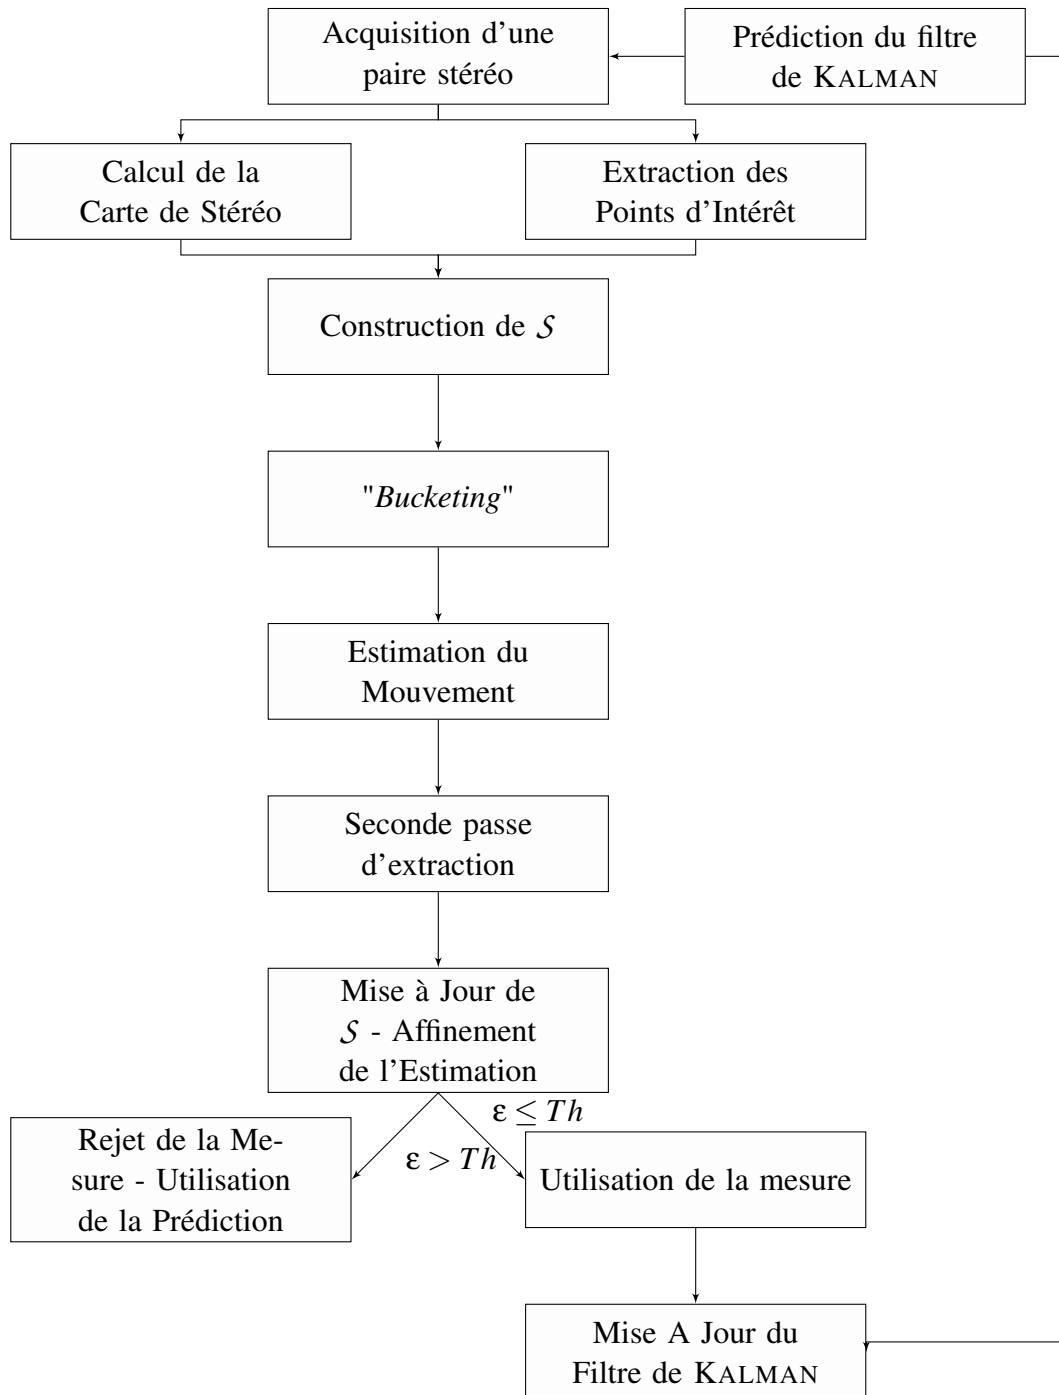 Acquisition d'une
paire stéréo
Prédiction du filtre
de KALMAN
Calcul de la
Carte de Stéréo
Extraction des
Points d'Intérêt
Construction de 𝒮
"Bucketing"
Estimation du
Mouvement
Seconde passe
d'extraction
Mise à Jour de
𝒮 - Affinement
de l'Estimation
ε ≤ Th
ε > Th
Rejet de la Me-
sure - Utilisation
de la Prédiction
Utilisation de la mesure
Mise A Jour du
Filtre de KALMAN